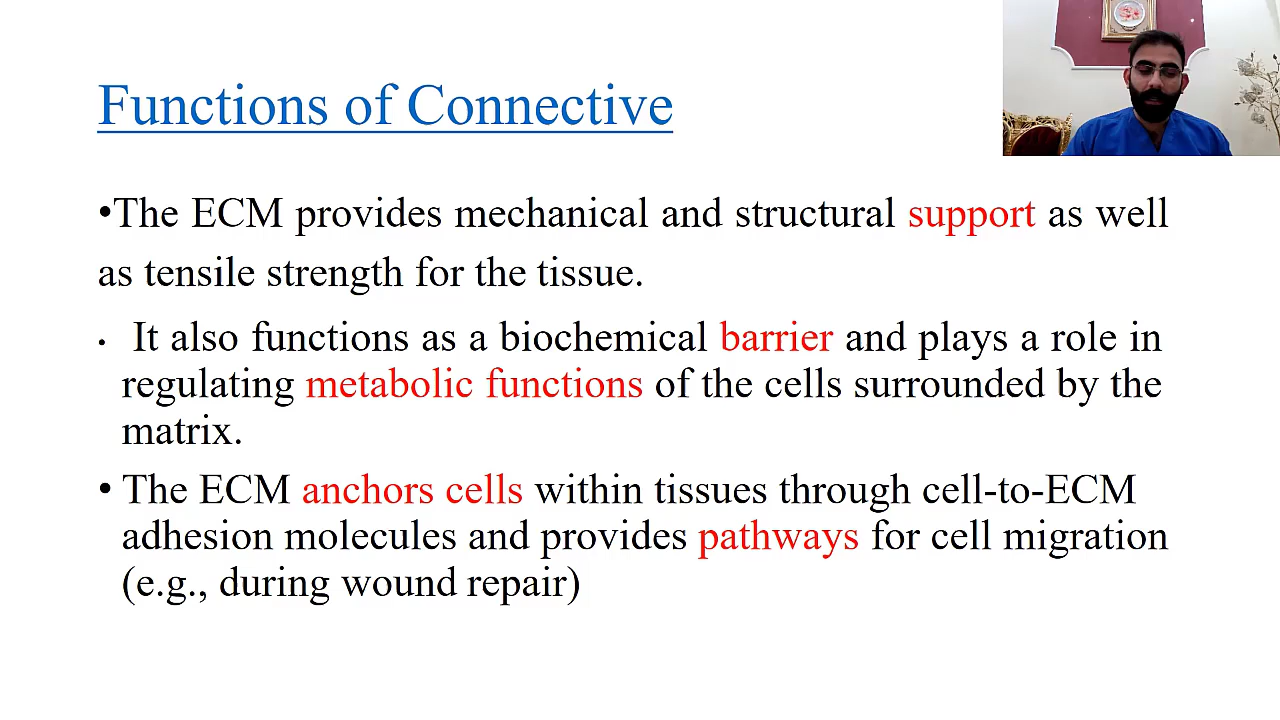 Functions of Connective
•The ECM provides mechanical and structural support as well
as tensile strength for the tissue.
• It also functions as a biochemical barrier and plays a role in
regulating metabolic functions of the cells surrounded by the
matrix.
• The ECM anchors cells within tissues through cell-to-ECM
adhesion molecules and provides pathways for cell migration
(e.g., during wound repair)